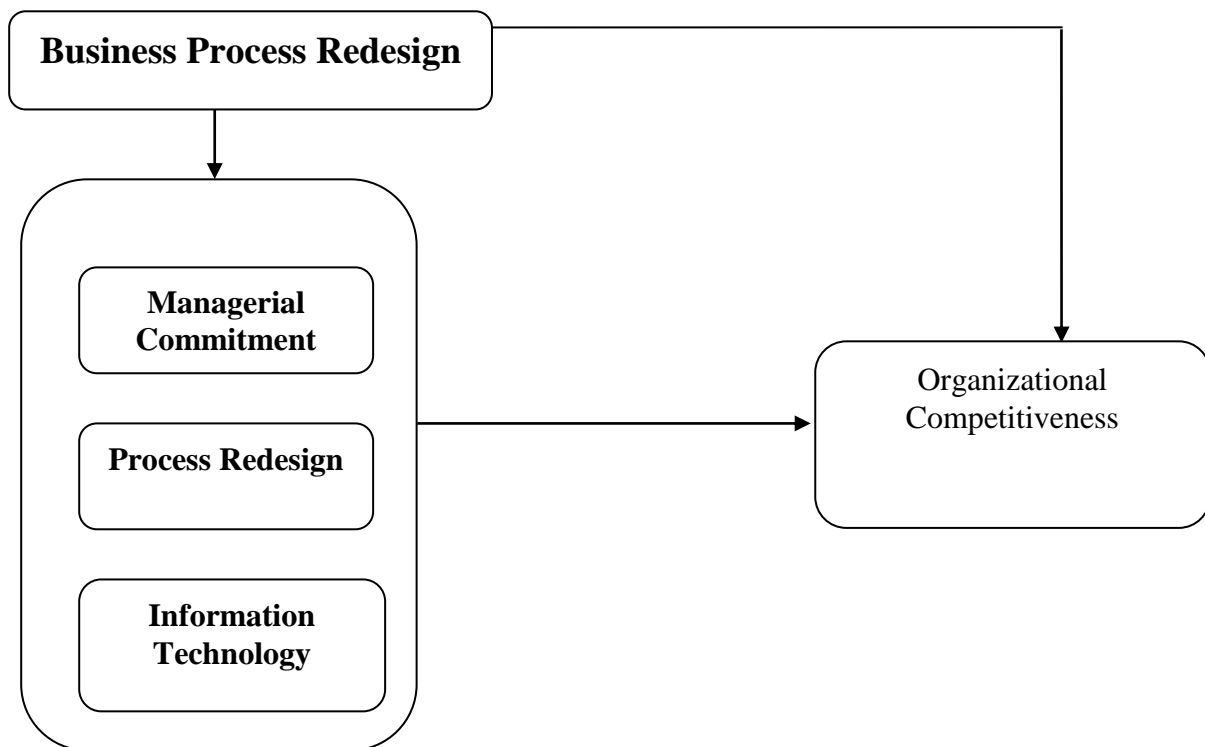 Business Process Redesign
Managerial
Commitment
Process Redesign
Information
Technology
Organizational
Competitiveness